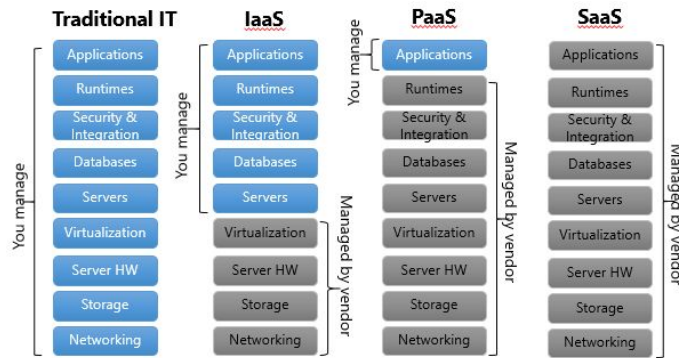 Traditional IT
IaaS
PaaS
SaaS
You manage
Applications
Runtimes
Security &
Integration
Databases
Servers
Virtualization
Server HW
Storage
Networking
You manage
Applications
Runtimes
Security &
Integration
Databases
Servers
Virtualization
Server HW
Storage
Networking
Managed by vendor
You manage
Applications
Runtimes
Security &
Integration
Databases
Servers
Virtualization
Server HW
Storage
Networking
Managed by vendor
Applications
Runtimes
Security &
Integration
Databases
Servers
Virtualization
Server HW
Storage
Networking
Managed by vendor